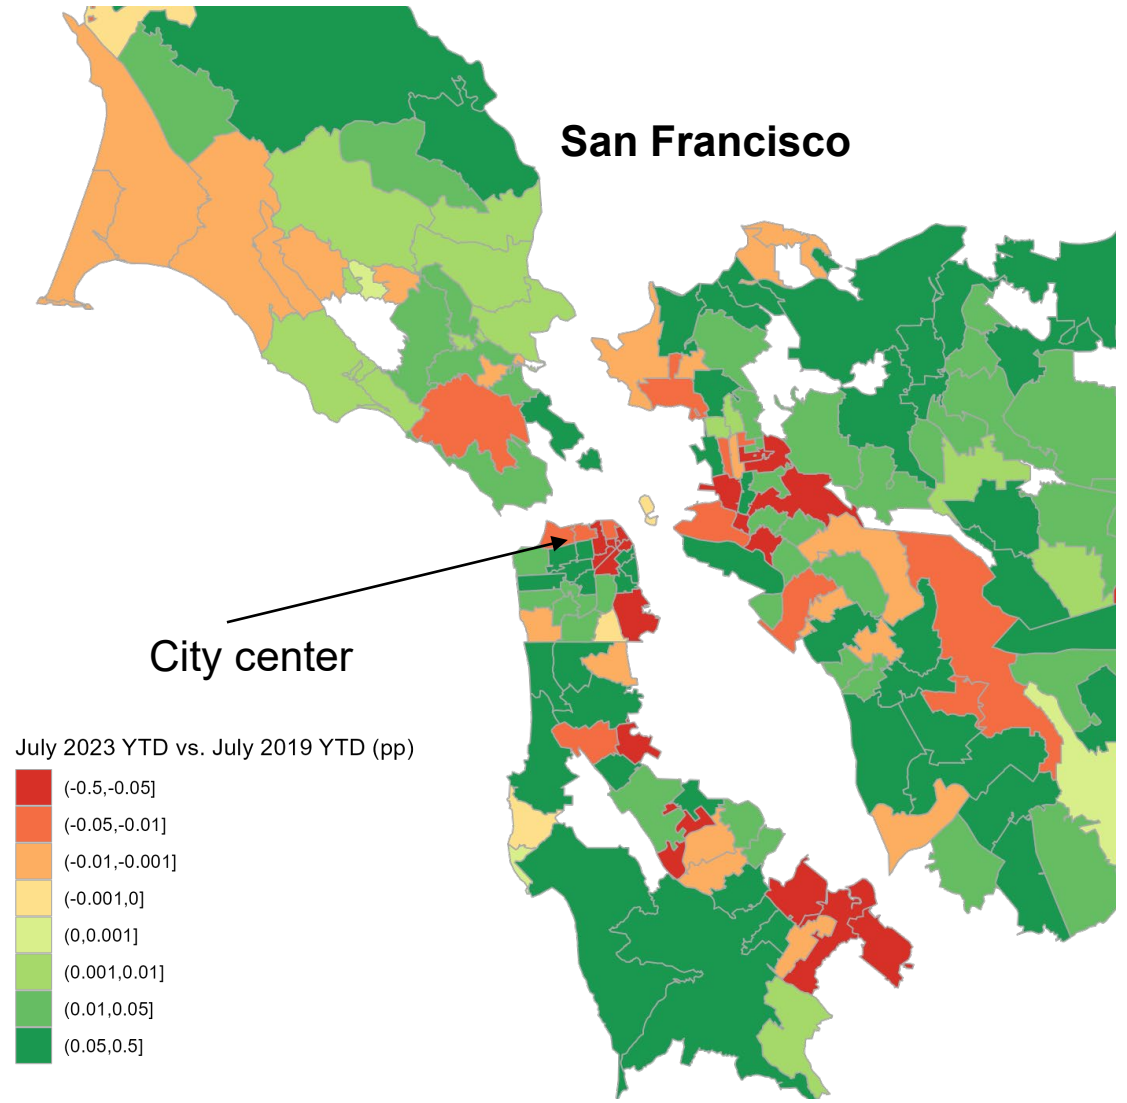 San Francisco
City center
July 2023 YTD vs. July 2019 YTD (pp)
(-0.5,-0.05]
(-0.05,-0.01]
(-0.01,-0.001]
(-0.001,0]
(0,0.001]
(0.001,0.01]
(0.01,0.05]
(0.05,0.5]